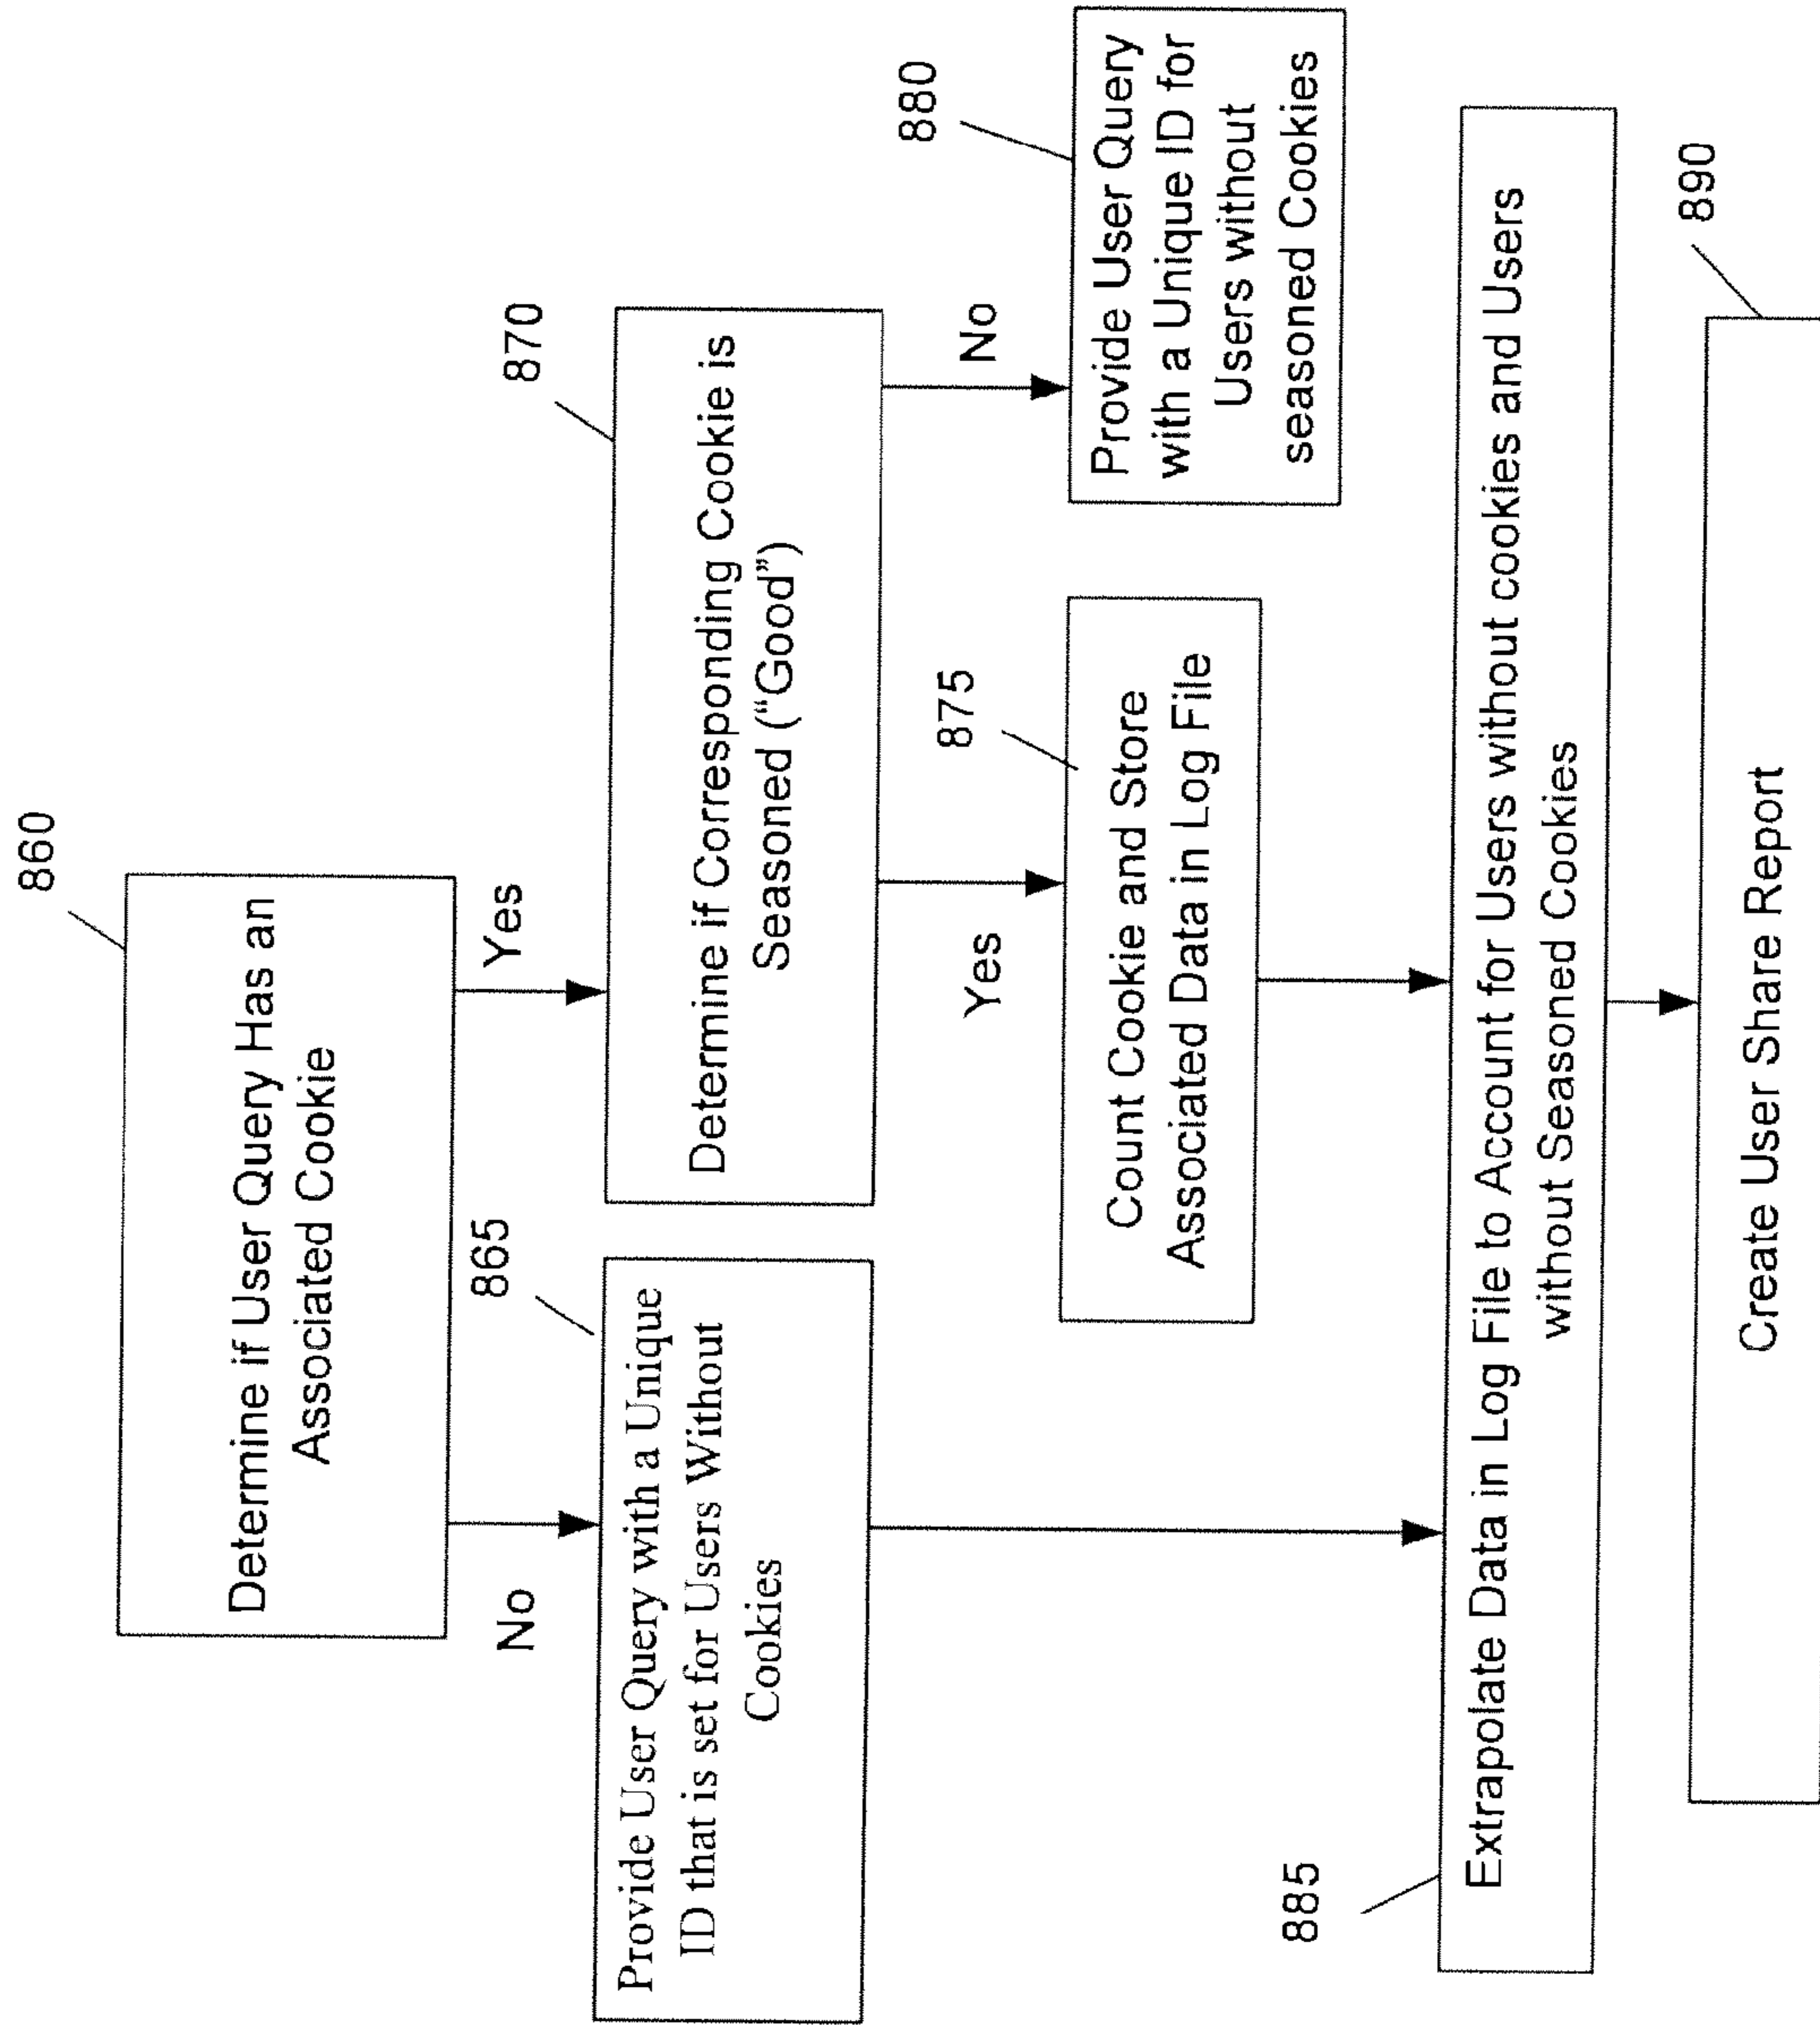 860
Determine if User Query Has an
Associated Cookie
No
Yes
865
Provide User Query with a Unique
ID that is set for Users Without
Cookies
870
Determine if Corresponding Cookie is
Seasoned (“Good”)
Yes
No
875
Count Cookie and Store
Associated Data in Log File
880
Provide User Query
with a Unique ID for
Users without
seasoned Cookies
885
Extrapolate Data in Log File to Account for Users without cookies and Users
without Seasoned Cookies
890
Create User Share Report